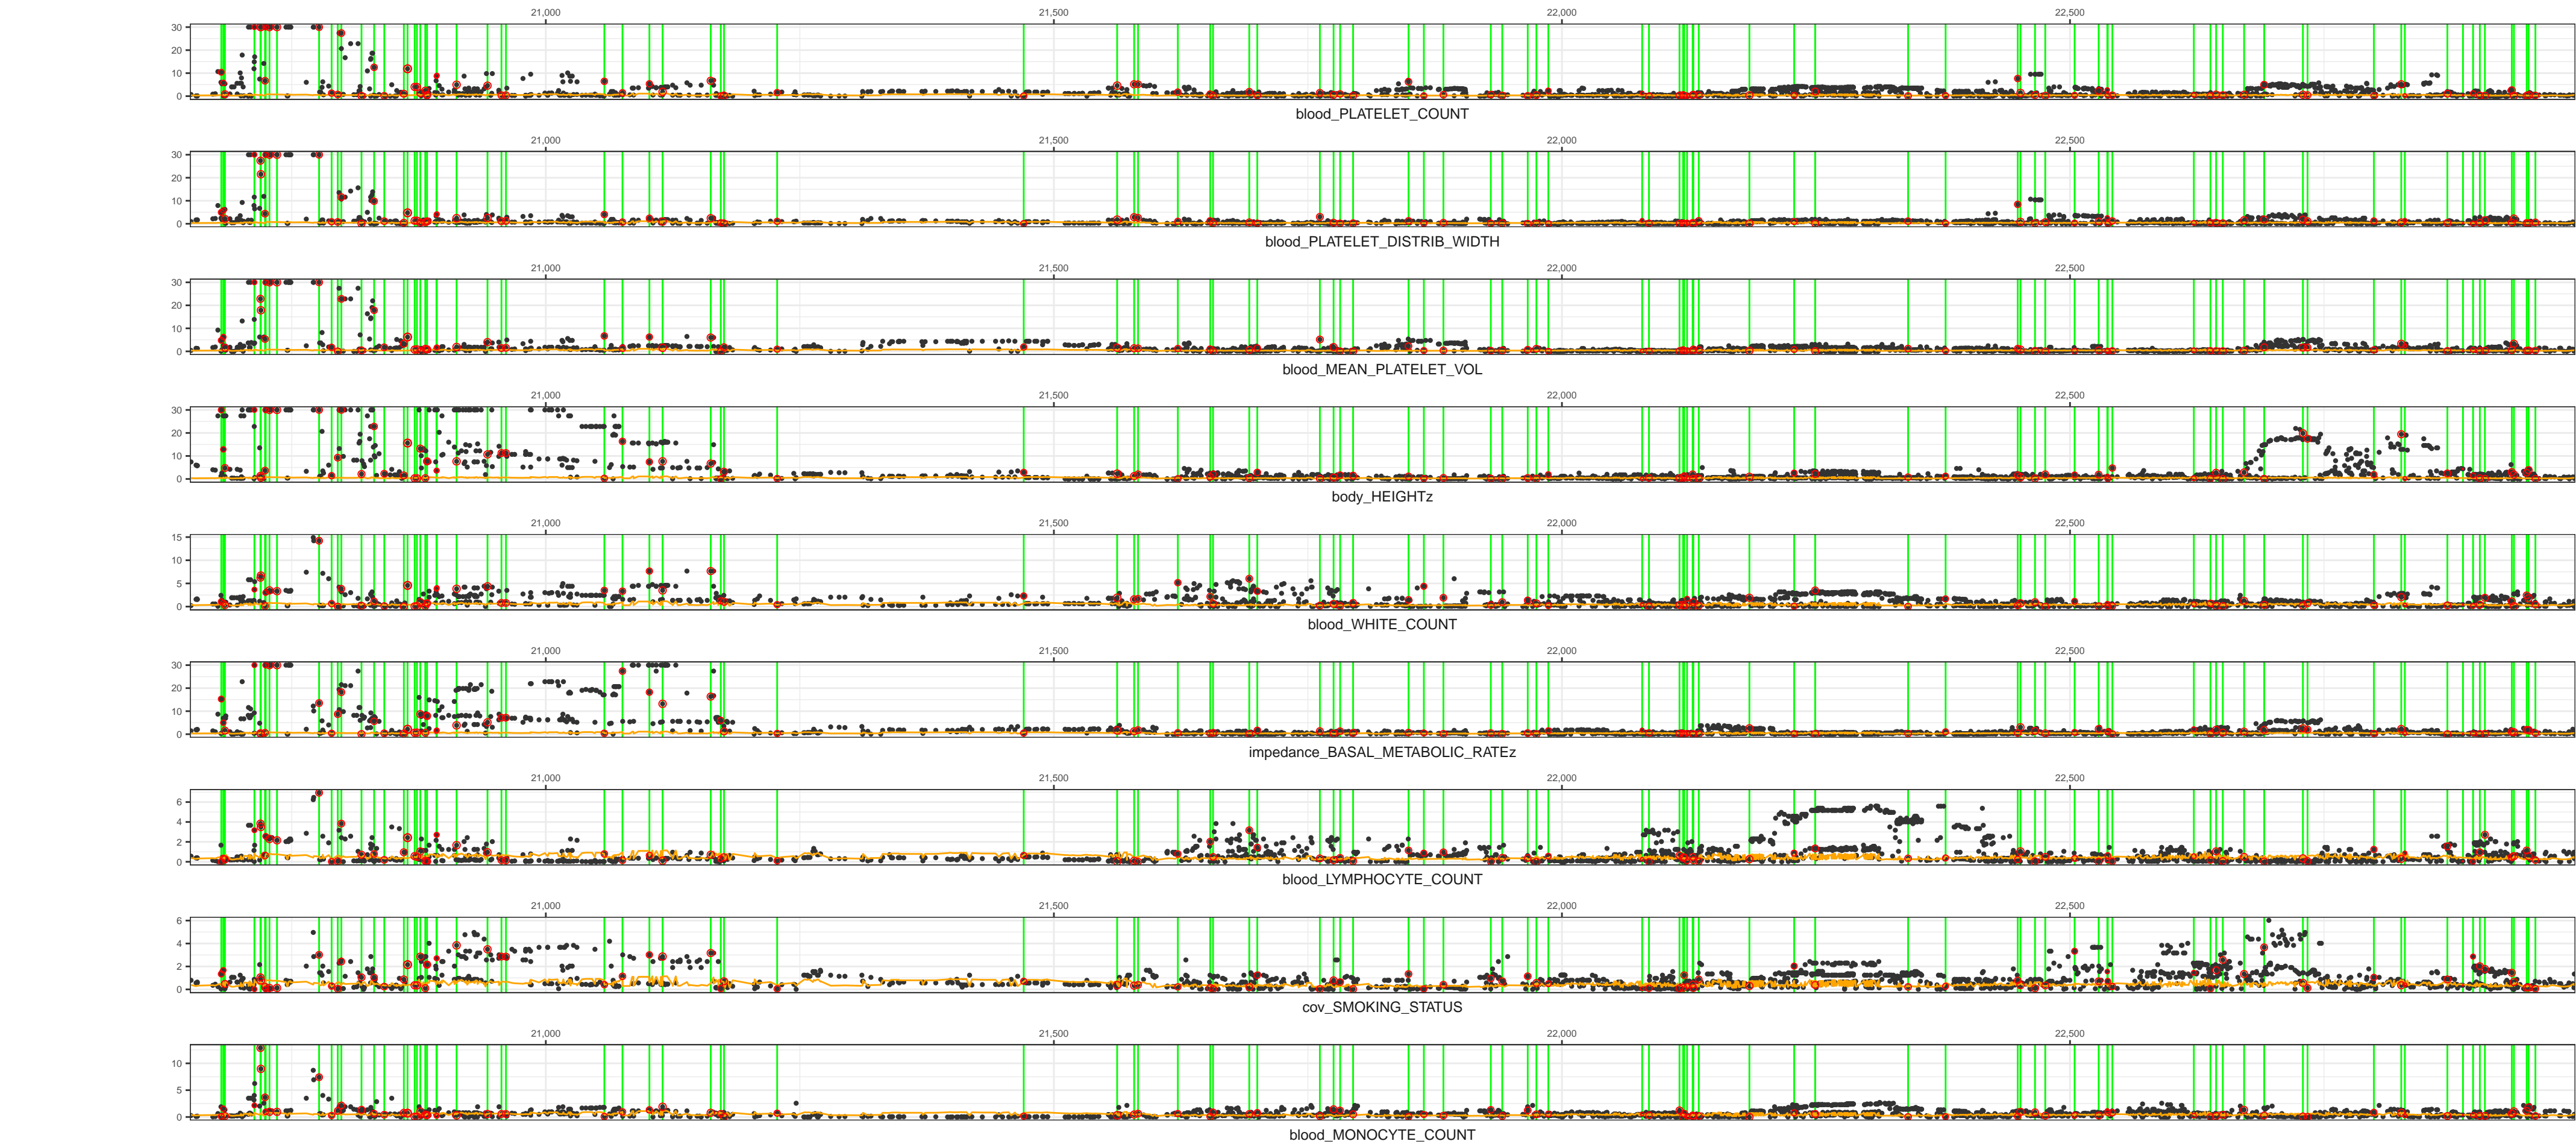 21,000 21,500 22,000 22,500
30
20
10
0
blood_PLATELET_COUNT
21,000 21,500 22,000 22,500
30
20
10
0
blood_PLATELET_DISTRIB_WIDTH
21,000 21,500 22,000 22,500
30
20
10
0
blood_MEAN_PLATELET_VOL
21,000 21,500 22,000 22,500
30
20
10
0
body_HEIGHTz
21,000 21,500 22,000 22,500
15
10
5
0
blood_WHITE_COUNT
21,000 21,500 22,000 22,500
30
20
10
0
impedance_BASAL_METABOLIC_RATEz
21,000 21,500 22,000 22,500
6
4
2
0
blood_LYMPHOCYTE_COUNT
21,000 21,500 22,000 22,500
6
4
2
0
cov_SMOKING_STATUS
21,000 21,500 22,000 22,500
10
5
0
blood_MONOCYTE_COUNT